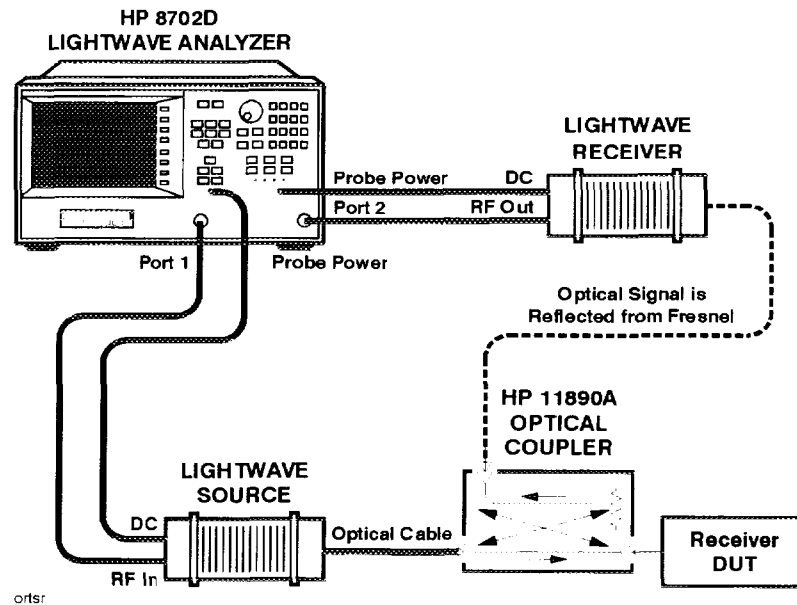 HP 8702D
LIGHTWAVE ANALYZER
LIGHTWAVE
RECEIVER
Probe Power
DC
Port 2
RF Out
Port 1
Probe Power
Optical Signal is
Reflected from Fresnel
HP 11890A
OPTICAL
COUPLER
LIGHTWAVE
SOURCE
DC
Optical Cable
RF In
Receiver
DUT
ortsr